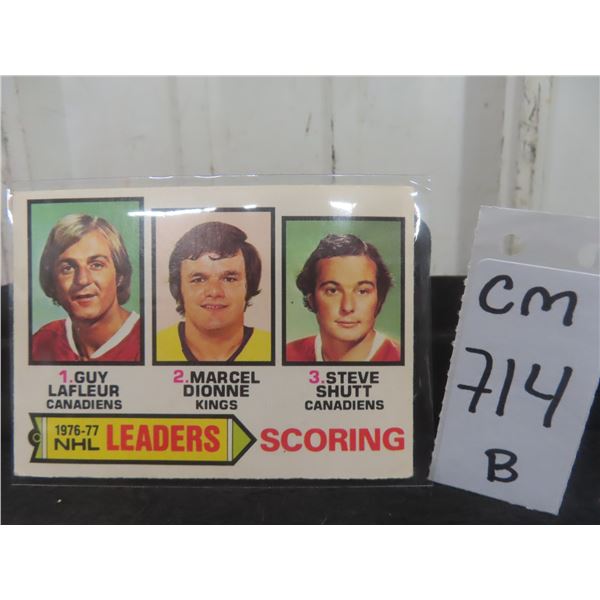 1.GUY
LAFLEUR
CANADIENS
2.MARCEL
DIONNE
KINGS
3.STEVE
SHUTT
CANADIENS
1976-77
NHL LEADERS SCORING
CM
714
B